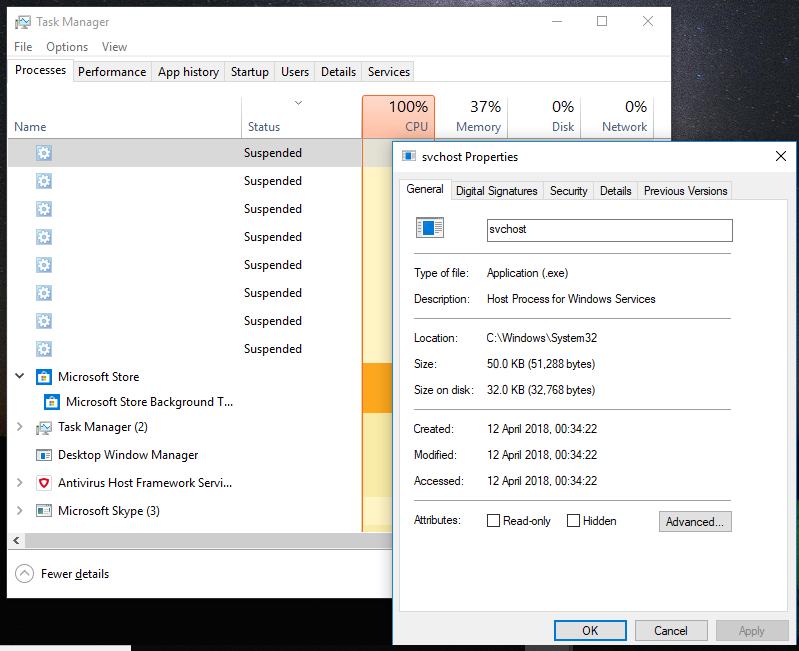 Task Manager
File Options View
Processes Performance App history Startup Users Details Services
100% 37% 0% 0%
Name Status CPU Memory Disk Network
Suspended
Suspended
Suspended
Suspended
Suspended
Suspended
Suspended
Suspended
Microsoft Store
Microsoft Store Background T...
Task Manager (2)
Desktop Window Manager
Antivirus Host Framework Servi...
Microsoft Skype (3)
Fewer details
svchost Properties
General Digital Signatures Security Details Previous Versions
svchost
Type of file: Application (.exe)
Description: Host Process for Windows Services
Location: C:\Windows\System32
Size: 50.0 KB (51,288 bytes)
Size on disk: 32.0 KB (32,768 bytes)
Created: 12 April 2018, 00:34:22
Modified: 12 April 2018, 00:34:22
Accessed: 12 April 2018, 00:34:22
Attributes: Read-only Hidden Advanced...
OK Cancel Apply